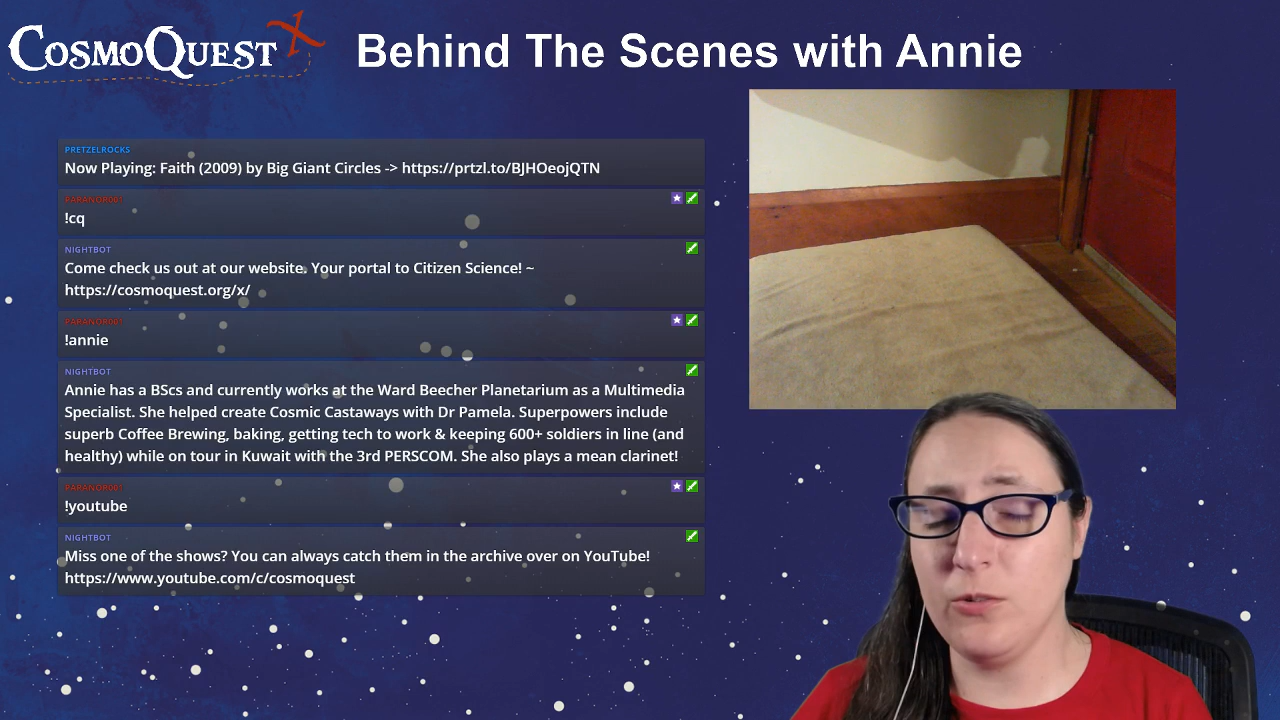 CosmoQuest X
Behind The Scenes with Annie
PRETZELROCKS
Now Playing: Faith (2009) by Big Giant Circles -> https://prtzl.to/BJHOeojQTN
!cq
NIGHTBOT
Come check us out at our website. Your portal to Citizen Science! ~
https://cosmoquest.org/x/
!annie
NIGHTBOT
Annie has a BScs and currently works at the Ward Beecher Planetarium as a Multimedia
Specialist. She helped create Cosmic Castaways with Dr Pamela. Superpowers include
superb Coffee Brewing, baking, getting tech to work & keeping 600+ soldiers in line (and
healthy) while on tour in Kuwait with the 3rd PERSCOM. She also plays a mean clarinet!
!youtube
NIGHTBOT
Miss one of the shows? You can always catch them in the archive over on YouTube!
https://www.youtube.com/c/cosmoquest